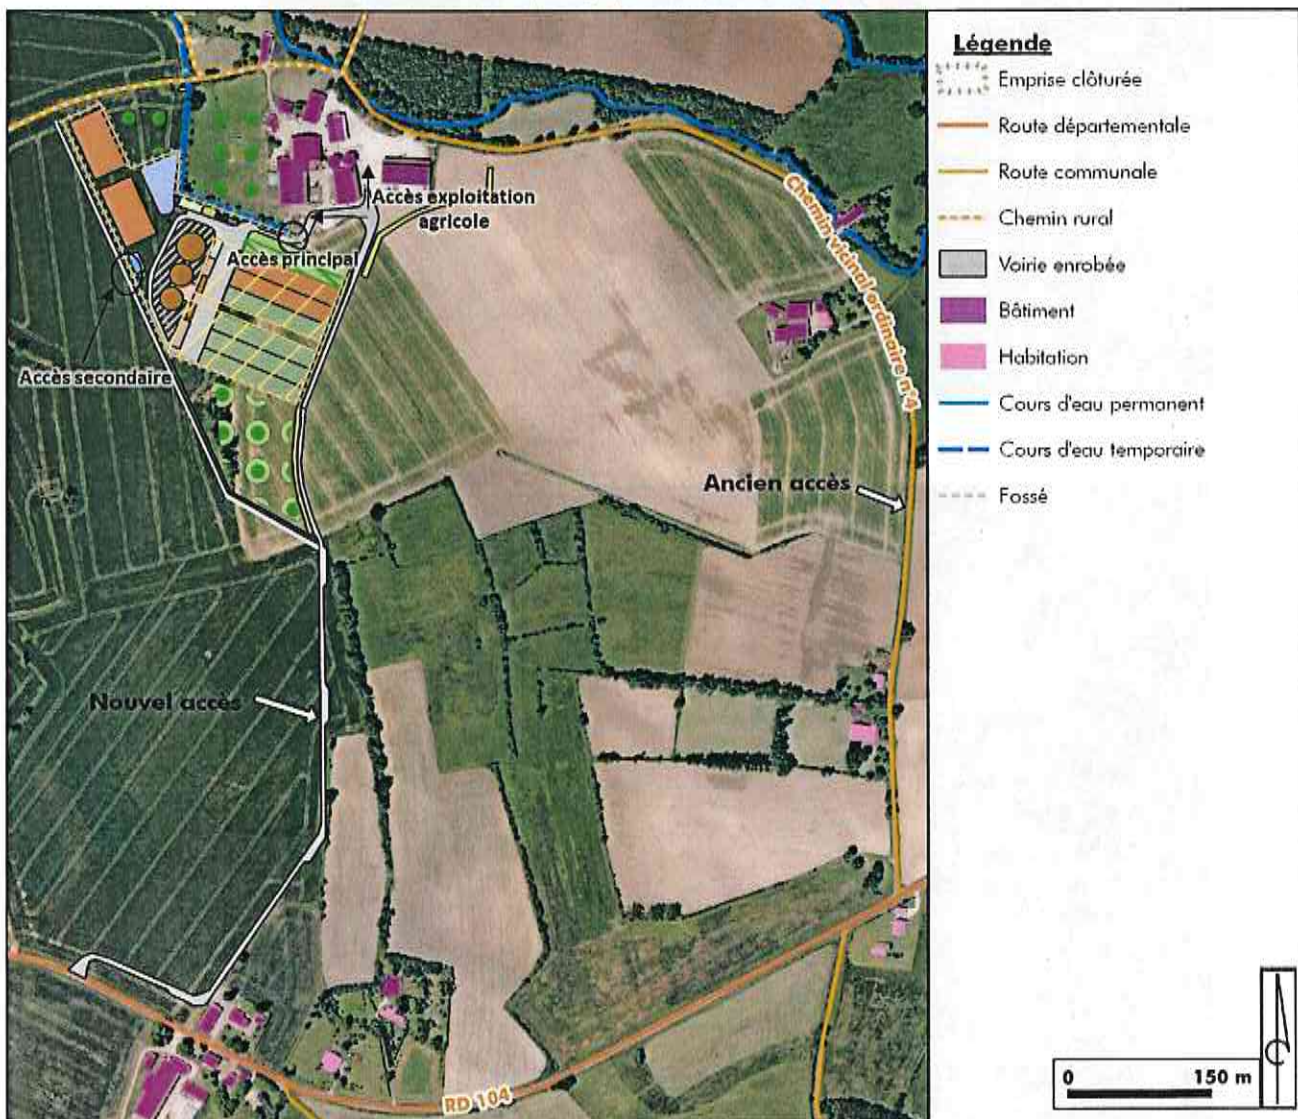 Légende
Emprise clôturée
Route départementale
Route communale
Chemin rural
Voirie enrobée
Bâtiment
Habitation
Cours d'eau permanent
Cours d'eau temporaire
Fossé
Accès exploitation
agricole
Accès principal
Accès secondaire
Chemin vicinal ordinaire n°4
Ancien accès
Nouvel accès
RD 104
0 150 m